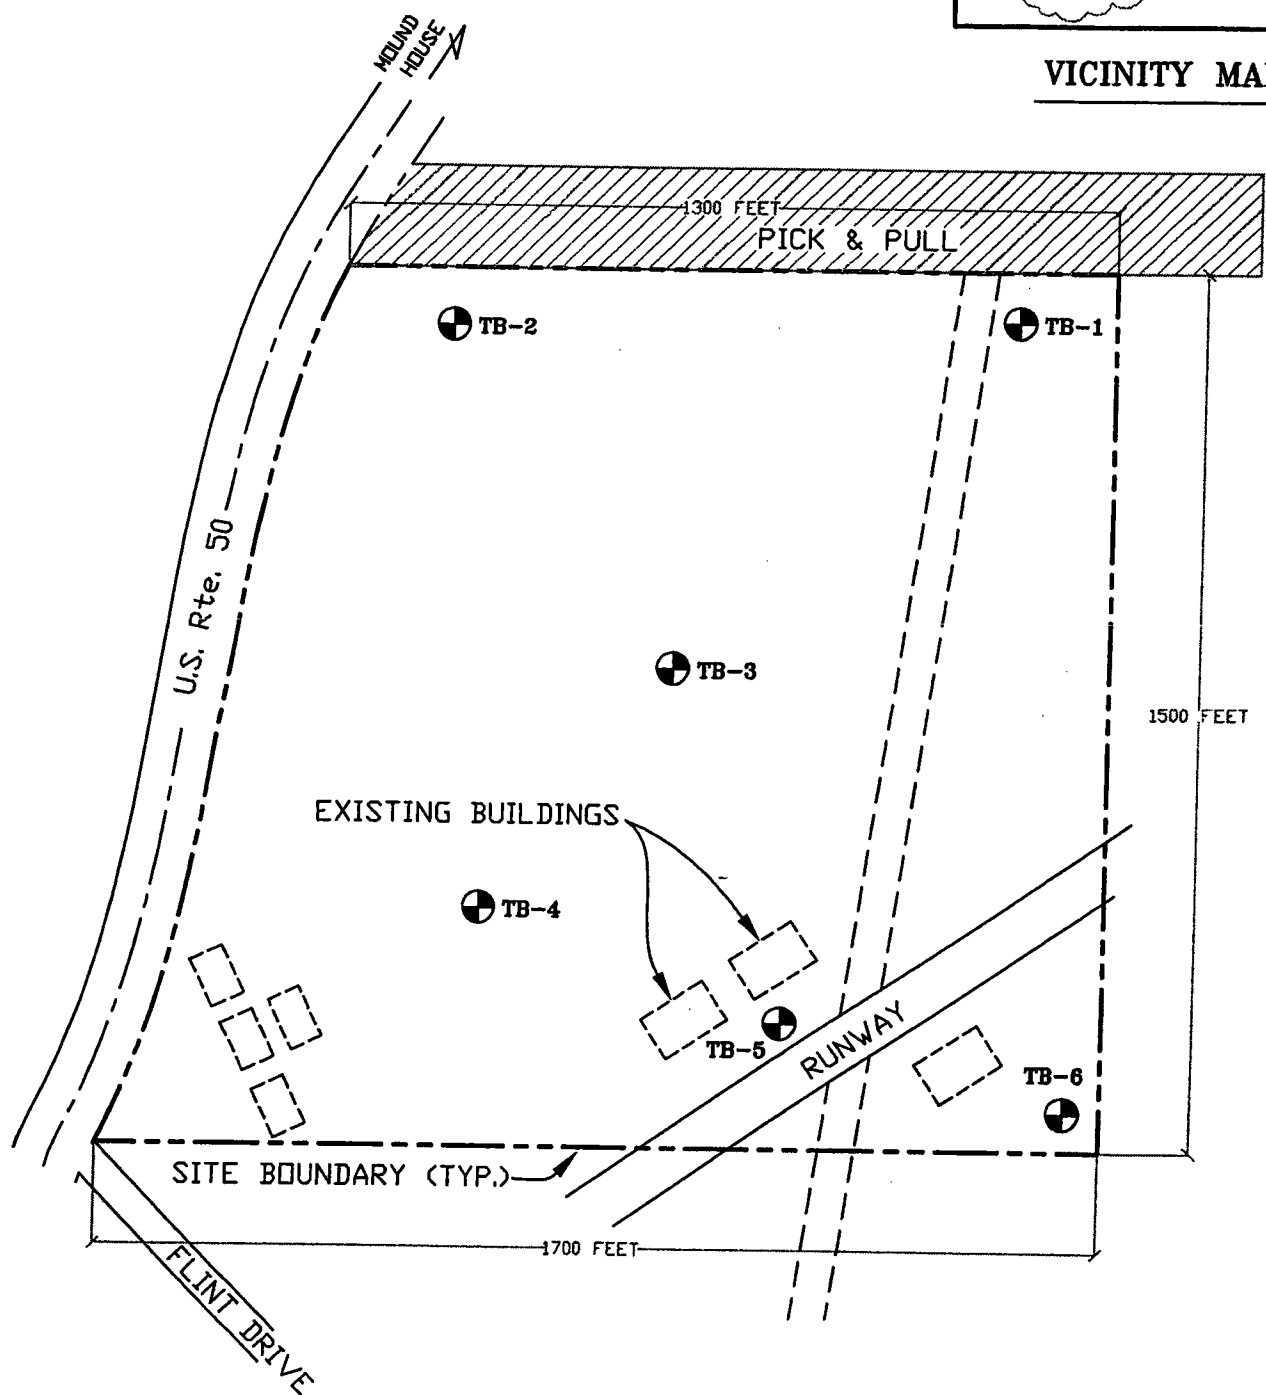 MOUND
HOUSE
VICINITY MA
1300 FEET
PICK & PULL
TB-2
TB-1
U.S. Rte. 50
TB-3
1500 FEET
EXISTING BUILDINGS
TB-4
TB-5
RUNWAY
TB-6
SITE BOUNDARY (TYP.)
1700 FEET
FLINT DRIVE